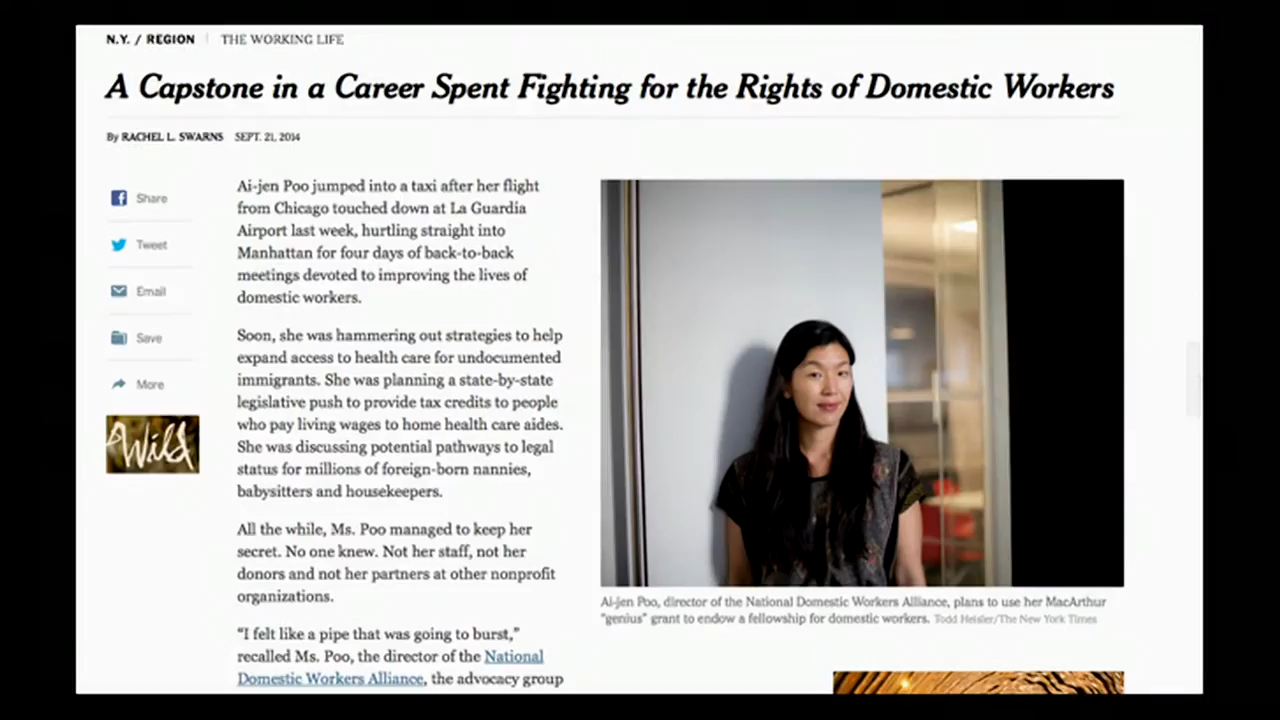 N.Y. / REGION | THE WORKING LIFE
A Capstone in a Career Spent Fighting for the Rights of Domestic Workers
By RACHEL L. SWARNS SEPT. 21, 2014
Share
Tweet
Email
Save
More
Wild
Ai-jen Poo jumped into a taxi after her flight
from Chicago touched down at La Guardia
Airport last week, hurtling straight into
Manhattan for four days of back-to-back
meetings devoted to improving the lives of
domestic workers.
Soon, she was hammering out strategies to help
expand access to health care for undocumented
immigrants. She was planning a state-by-state
legislative push to provide tax credits to people
who pay living wages to home health care aides.
She was discussing potential pathways to legal
status for millions of foreign-born nannies,
babysitters and housekeepers.
All the while, Ms. Poo managed to keep her
secret. No one knew. Not her staff, not her
donors and not her partners at other nonprofit
organizations.
“I felt like a pipe that was going to burst,”
recalled Ms. Poo, the director of the National
Domestic Workers Alliance, the advocacy group
Ai-jen Poo, director of the National Domestic Workers Alliance, plans to use her MacArthur
“genius” grant to endow a fellowship for domestic workers. Todd Heisler/The New York Times